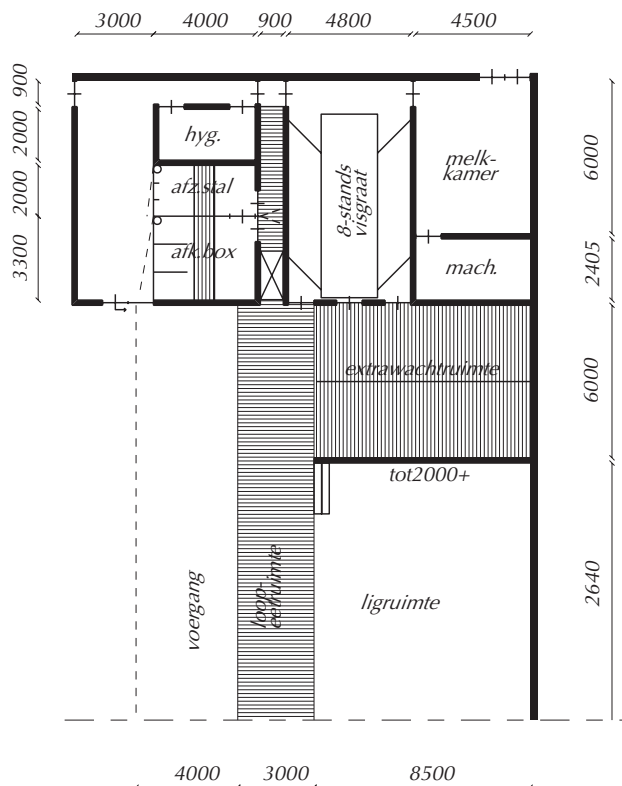 3000 4000 900 4800 4500
900
2000
2000
3300
hyg.
afz.stal
afk.box
8-stands
visgraat
melk-
kamer
mach.
6000
2405
6000
2640
extrawachtruimte
tot2000+
voergang
loop-
eetruimte
ligruimte
4000 3000 8500